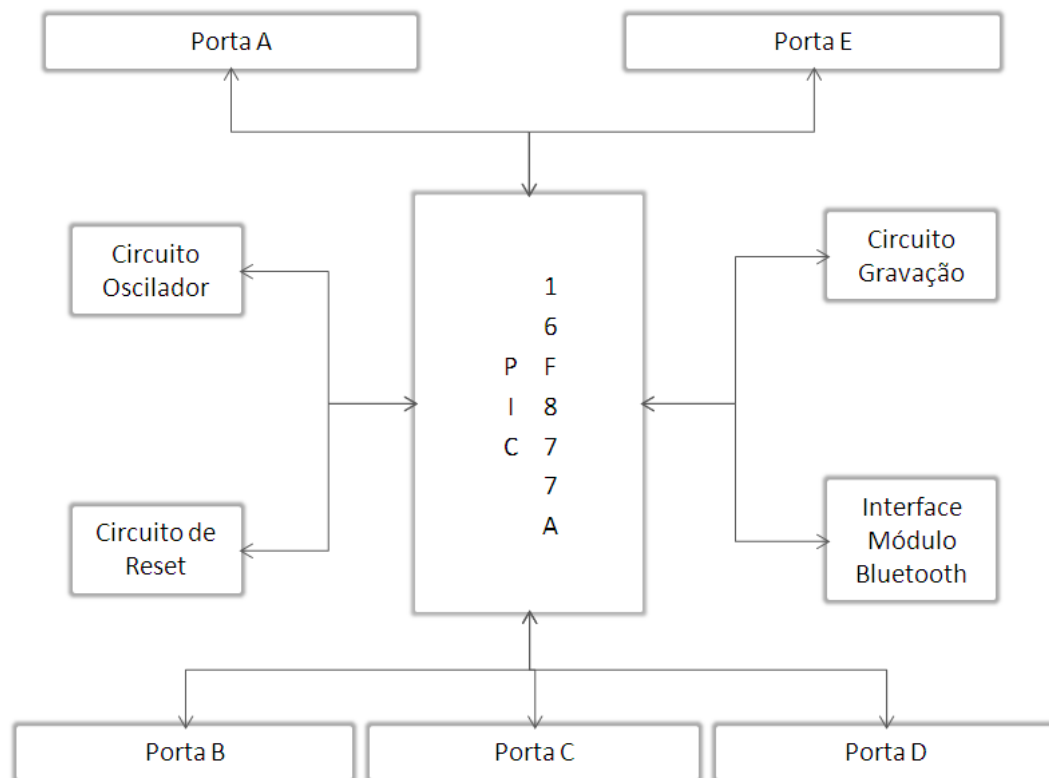 Porta A
Porta E
Circuito
Oscilador
Circuito
Gravação
1
6
P F
I 8
C 7
7
A
Circuito de
Reset
Interface
Módulo
Bluetooth
Porta B
Porta C
Porta D